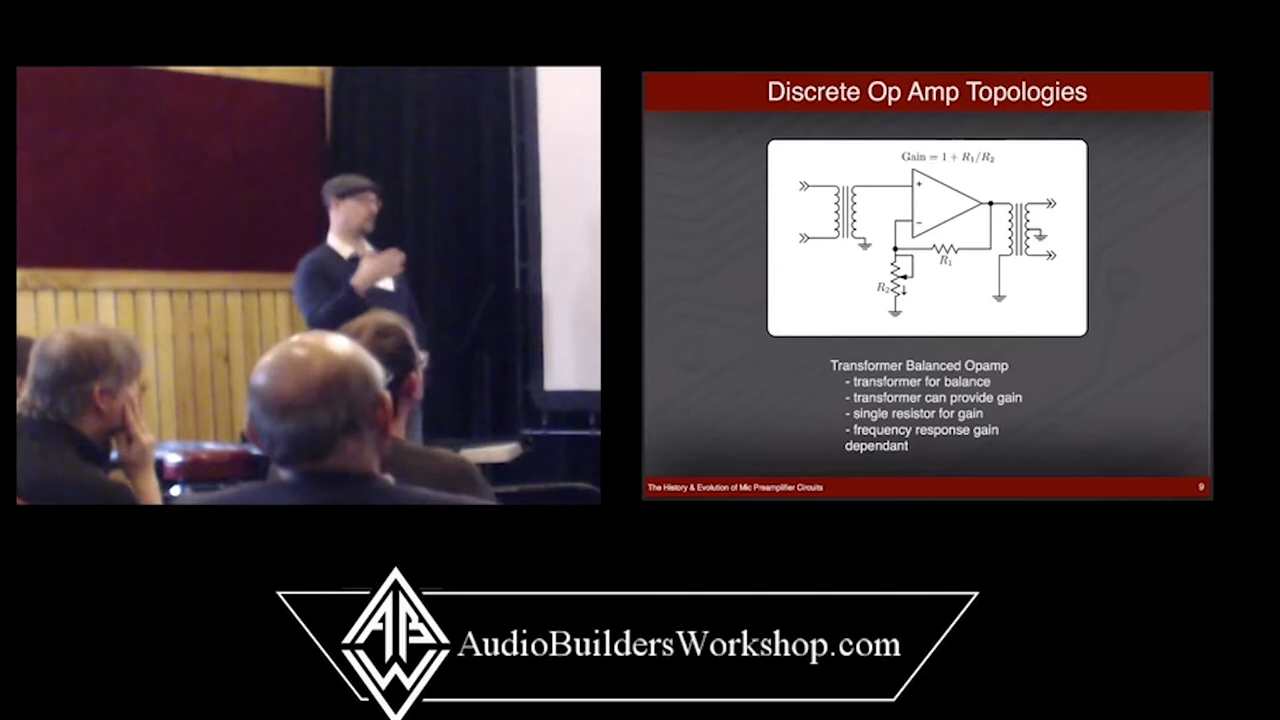 Discrete Op Amp Topologies
Gain = 1 + R1/R2
+
−
R1
R2
Transformer Balanced Opamp
- transformer for balance
- transformer can provide gain
- single resistor for gain
- frequency response gain
dependant
The History & Evolution of Mic Preamplifier Circuits
9
ABW
AudioBuildersWorkshop.com